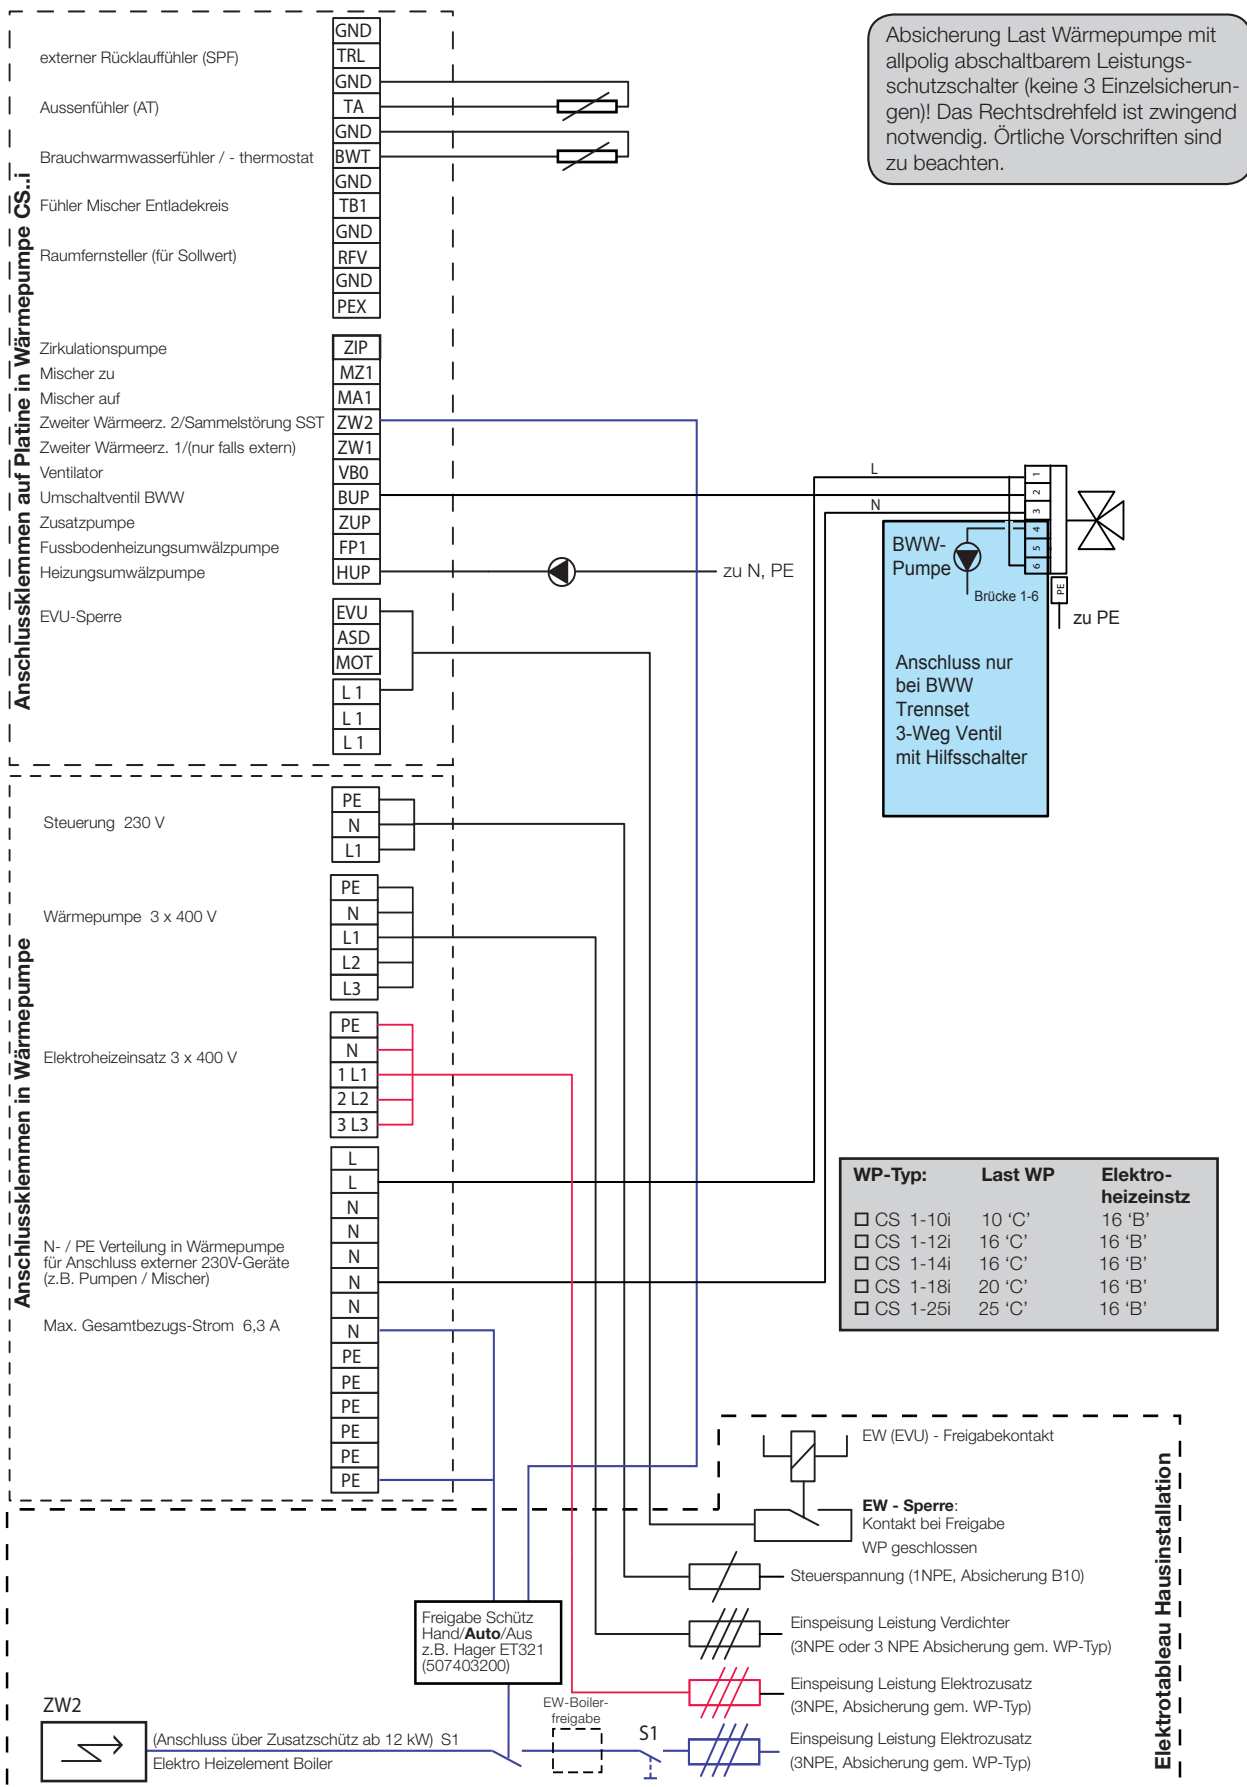 Absicherung Last Wärmepumpe mit
allpolig abschaltbarem Leistungs-
schutzschalter (keine 3 Einzelsicherun-
gen)! Das Rechtsdrehfeld ist zwingend
notwendig. Örtliche Vorschriften sind
zu beachten.
Anschlussklemmen auf Platine in Wärmepumpe CS..i
GND
externer Rücklauffühler (SPF) TRL
GND
Aussenfühler (AT) TA
GND
Brauchwarmwasserfühler / - thermostat BWT
GND
Fühler Mischer Entladekreis TB1
GND
Raumfernsteller (für Sollwert) RFV
GND
PEX
Zirkulationspumpe ZIP
Mischer zu MZ1
Mischer auf MA1
Zweiter Wärmeerz. 2/Sammelstörung SST ZW2
Zweiter Wärmeerz. 1/(nur falls extern) ZW1
Ventilator VB0
Umschaltventil BWW BUP
Zusatzpumpe ZUP
Fussbodenheizungsumwälzpumpe FP1
Heizungsumwälzpumpe HUP
zu N, PE
EVU-Sperre EVU
ASD
MOT
L 1
L 1
L 1
L
N
1
2
3
4
5
6
PE
zu PE
BWW-
Pumpe
Brücke 1-6
Anschluss nur
bei BWW
Trennset
3-Weg Ventil
mit Hilfsschalter
Anschlussklemmen in Wärmepumpe
PE
Steuerung 230 V N
L1
PE
Wärmepumpe 3 x 400 V N
L1
L2
L3
PE
Elektroheizeinsatz 3 x 400 V N
1 L1
2 L2
3 L3
L
L
N
N
N- / PE Verteilung in Wärmepumpe
für Anschluss externer 230V-Geräte
(z.B. Pumpen / Mischer)
N
N
N
Max. Gesamtbezugs-Strom 6,3 A
N
PE
PE
PE
PE
PE
PE
WP-Typ: Last WP Elektro-
heizeinstz
CS 1-10i 10 ‘C’ 16 ‘B’
CS 1-12i 16 ‘C’ 16 ‘B’
CS 1-14i 16 ‘C’ 16 ‘B’
CS 1-18i 20 ‘C’ 16 ‘B’
CS 1-25i 25 ‘C’ 16 ‘B’
Elektrotableau Hausinstallation
EW (EVU) - Freigabekontakt
EW - Sperre:
Kontakt bei Freigabe
WP geschlossen
Steuerspannung (1NPE, Absicherung B10)
Einspeisung Leistung Verdichter
(3NPE oder 3 NPE Absicherung gem. WP-Typ)
Einspeisung Leistung Elektrozusatz
(3NPE, Absicherung gem. WP-Typ)
Einspeisung Leistung Elektrozusatz
(3NPE, Absicherung gem. WP-Typ)
Freigabe Schütz
Hand/Auto/Aus
z.B. Hager ET321
(507403200)
EW-Boiler-
freigabe
S1
ZW2
(Anschluss über Zusatzschütz ab 12 kW) S1
Elektro Heizelement Boiler